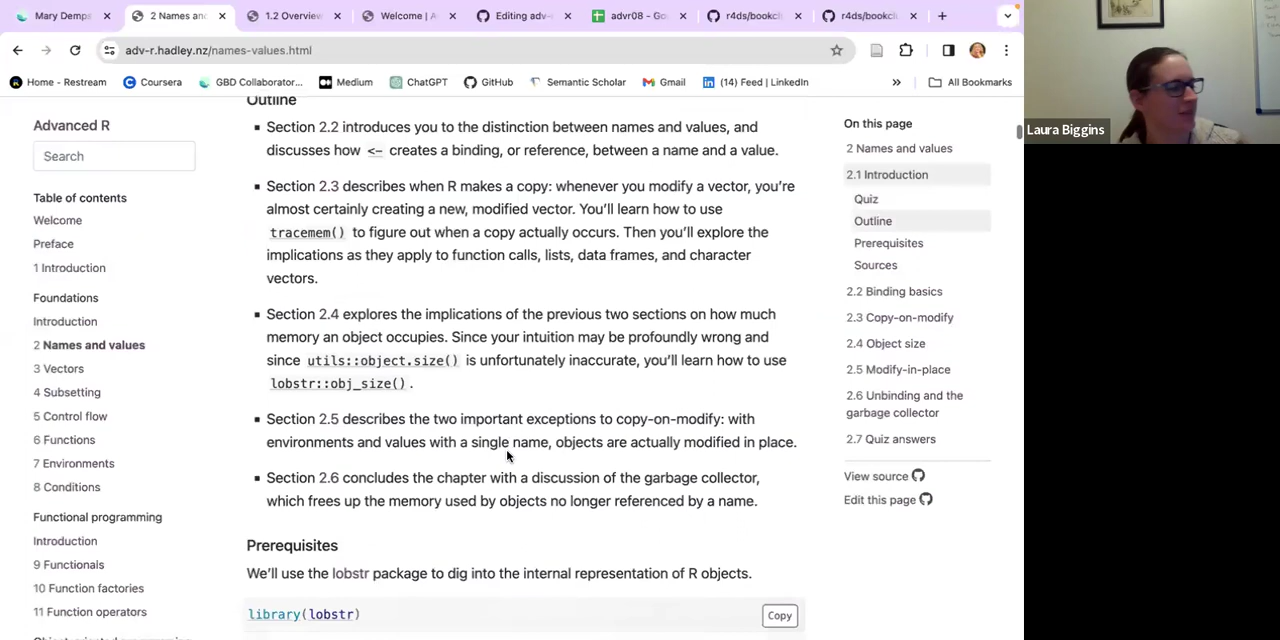 Mary Demps
2 Names and
1.2 Overview
Welcome | A
Editing adv-
advr08 - Go
r4ds/bookcl
r4ds/bookclu
adv-r.hadley.nz/names-values.html
Home - Restream
Coursera
GBD Collaborator...
Medium
ChatGPT
GitHub
Semantic Scholar
Gmail
(14) Feed | LinkedIn
»
All Bookmarks
Advanced R
Search
Table of contents
Welcome
Preface
1 Introduction
Foundations
Introduction
2 Names and values
3 Vectors
4 Subsetting
5 Control flow
6 Functions
7 Environments
8 Conditions
Functional programming
Introduction
9 Functionals
10 Function factories
11 Function operators
Outline
Section 2.2 introduces you to the distinction between names and values, and
discusses how <- creates a binding, or reference, between a name and a value.
Section 2.3 describes when R makes a copy: whenever you modify a vector, you're
almost certainly creating a new, modified vector. You'll learn how to use
tracemem() to figure out when a copy actually occurs. Then you'll explore the
implications as they apply to function calls, lists, data frames, and character
vectors.
Section 2.4 explores the implications of the previous two sections on how much
memory an object occupies. Since your intuition may be profoundly wrong and
since utils::object.size() is unfortunately inaccurate, you'll learn how to use
lobstr::obj_size().
Section 2.5 describes the two important exceptions to copy-on-modify: with
environments and values with a single name, objects are actually modified in place.
Section 2.6 concludes the chapter with a discussion of the garbage collector,
which frees up the memory used by objects no longer referenced by a name.
Prerequisites
We'll use the lobstr package to dig into the internal representation of R objects.
library(lobstr)
Copy
On this page
2 Names and values
2.1 Introduction
Quiz
Outline
Prerequisites
Sources
2.2 Binding basics
2.3 Copy-on-modify
2.4 Object size
2.5 Modify-in-place
2.6 Unbinding and the
garbage collector
2.7 Quiz answers
View source
Edit this page
Laura Biggins